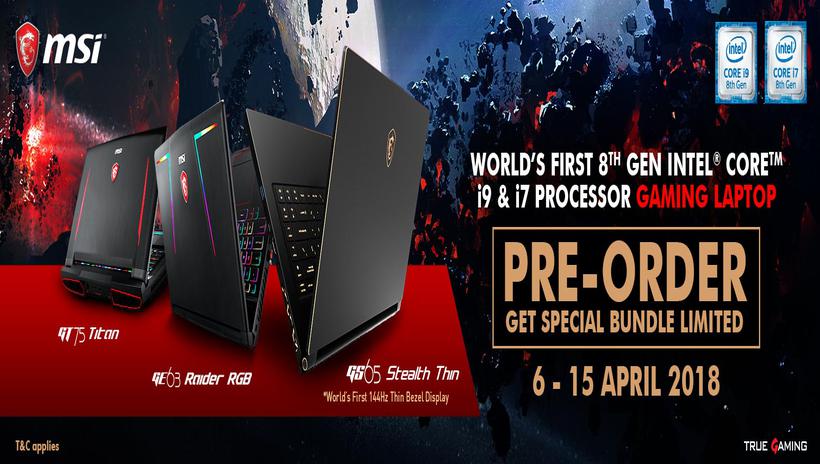 msi
intel
CORE i9
8th Gen
intel
CORE i7
8th Gen
WORLD'S FIRST 8TH GEN INTEL® CORE™
i9 & i7 PROCESSOR GAMING LAPTOP
PRE-ORDER
GET SPECIAL BUNDLE LIMITED
6 - 15 APRIL 2018
msi
msi
GT75 Titan
GE63 Raider RGB
GS65 Stealth Thin
*World's First 144Hz Thin Bezel Display
T&C applies
TRUE GAMING